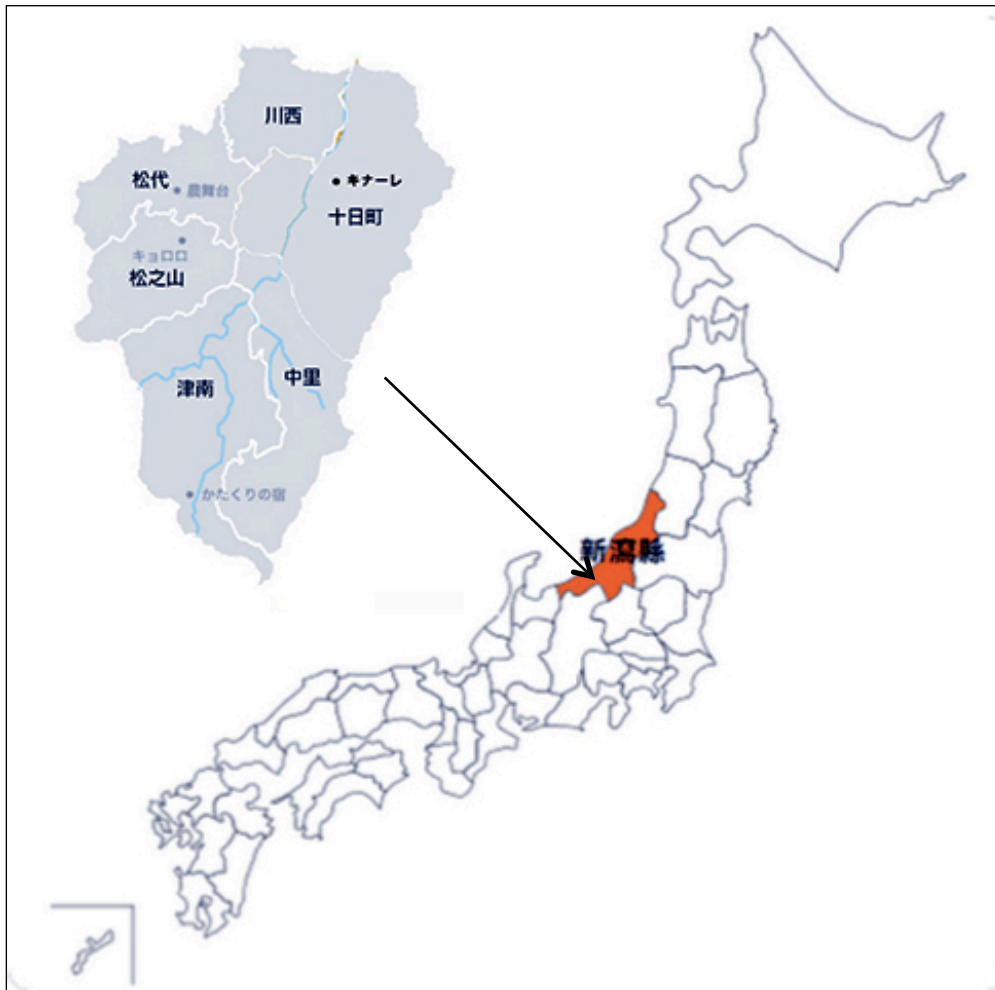 川西
松代
農舞台
キナーレ
十日町
キョロロ
松之山
津南
中里
かたくりの宿
新瀉縣